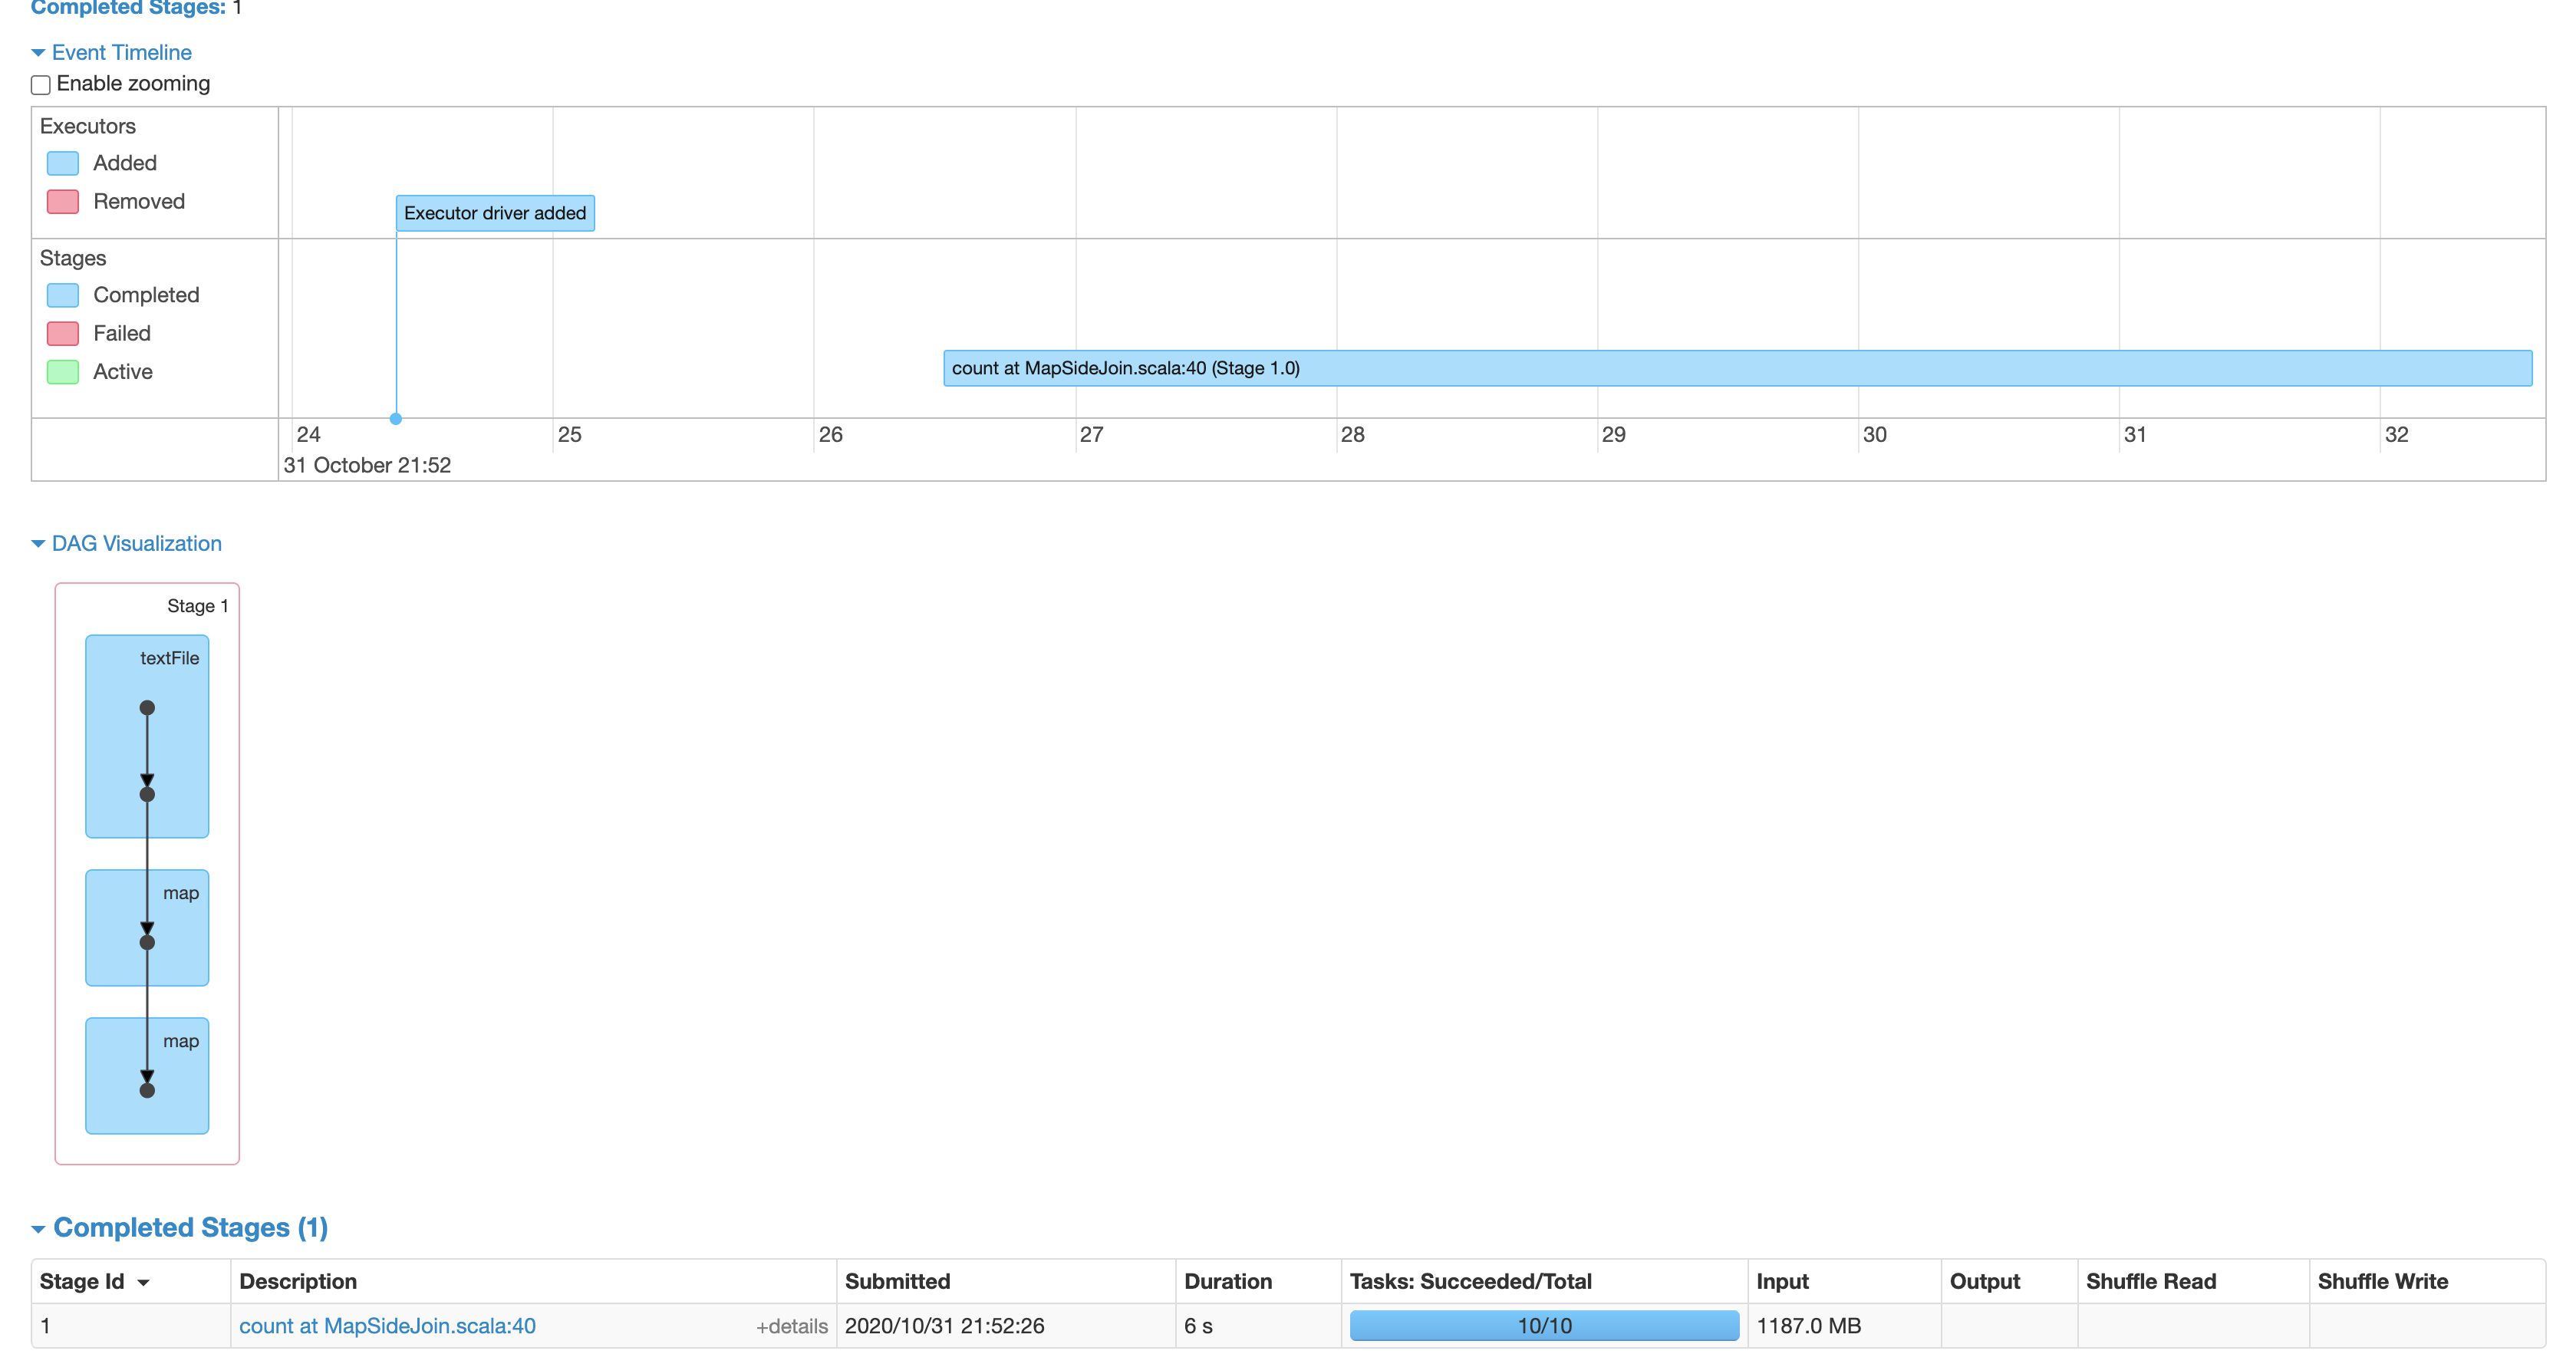 Completed Stages: 1
Event Timeline
Enable zooming
Executors
Added
Removed
Executor driver added
Stages
Completed
Failed
Active
count at MapSideJoin.scala:40 (Stage 1.0)
24 25 26 27 28 29 30 31 32
31 October 21:52
DAG Visualization
Stage 1
textFile
map
map
Completed Stages (1)
Stage Id Description Submitted Duration Tasks: Succeeded/Total Input Output Shuffle Read Shuffle Write
1 count at MapSideJoin.scala:40 +details 2020/10/31 21:52:26 6 s 10/10 1187.0 MB